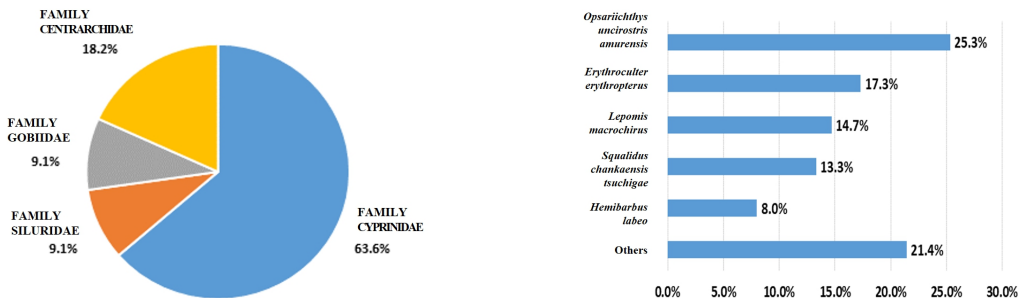 FAMILY
CENTRARCHIDAE
18.2%
FAMILY
GOBIIDAE
9.1%
FAMILY
SILURIDAE
9.1%
FAMILY
CYPRINIDAE
63.6%
Opsariichthys
uncirostris
amurensis
25.3%
Erythroculter
erythropterus
17.3%
Lepomis
macrochirus
14.7%
Squalidus
chankaensis
tsuchigae
13.3%
Hemibarbus
labeo
8.0%
Others
21.4%
0.0% 5.0% 10.0% 15.0% 20.0% 25.0% 30.0%